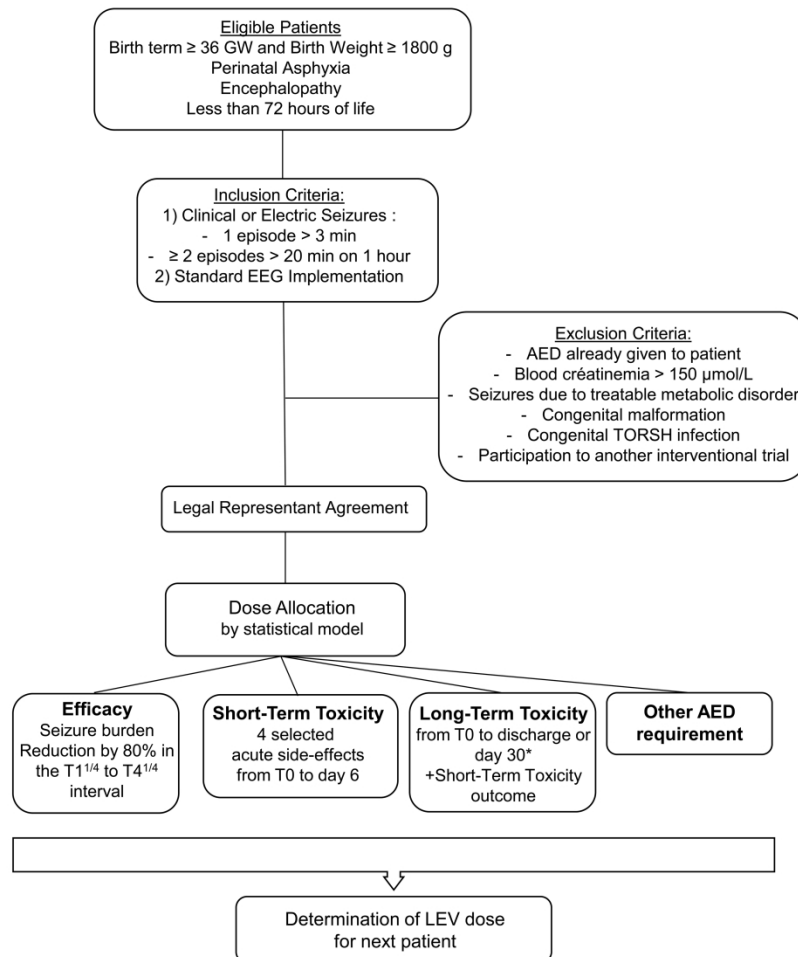 Eligible Patients
Birth term ≥ 36 GW and Birth Weight ≥ 1800 g
Perinatal Asphyxia
Encephalopathy
Less than 72 hours of life
Inclusion Criteria:
1) Clinical or Electric Seizures :
- 1 episode > 3 min
- ≥ 2 episodes > 20 min on 1 hour
2) Standard EEG Implementation
Exclusion Criteria:
- AED already given to patient
- Blood créatinemia > 150 µmol/L
- Seizures due to treatable metabolic disorder
- Congenital malformation
- Congenital TORSH infection
- Participation to another interventional trial
Legal Representant Agreement
Dose Allocation
by statistical model
Efficacy
Seizure burden
Reduction by 80% in
the T1^1/4 to T4^1/4
interval
Short-Term Toxicity
4 selected
acute side-effects
from T0 to day 6
Long-Term Toxicity
from T0 to discharge or
day 30*
+Short-Term Toxicity
outcome
Other AED
requirement
Determination of LEV dose
for next patient